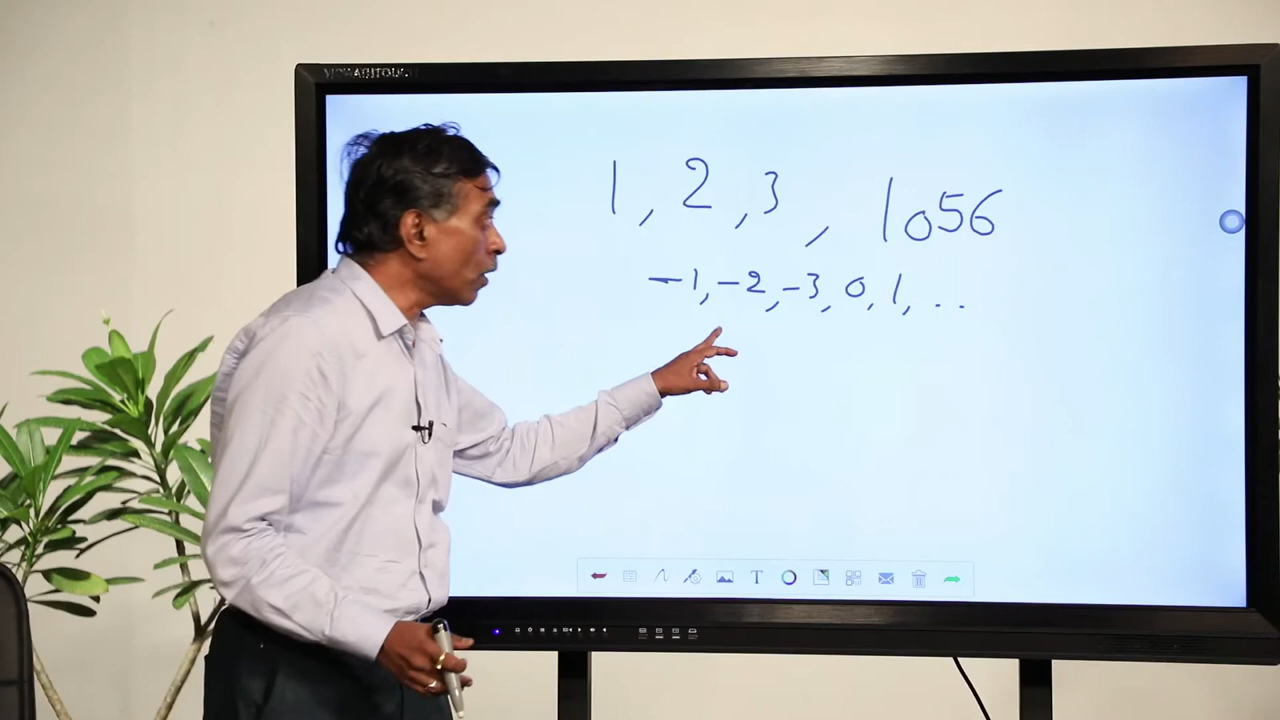 1, 2, 3, 1056
-1, -2, -3, 0, 1, ..
T